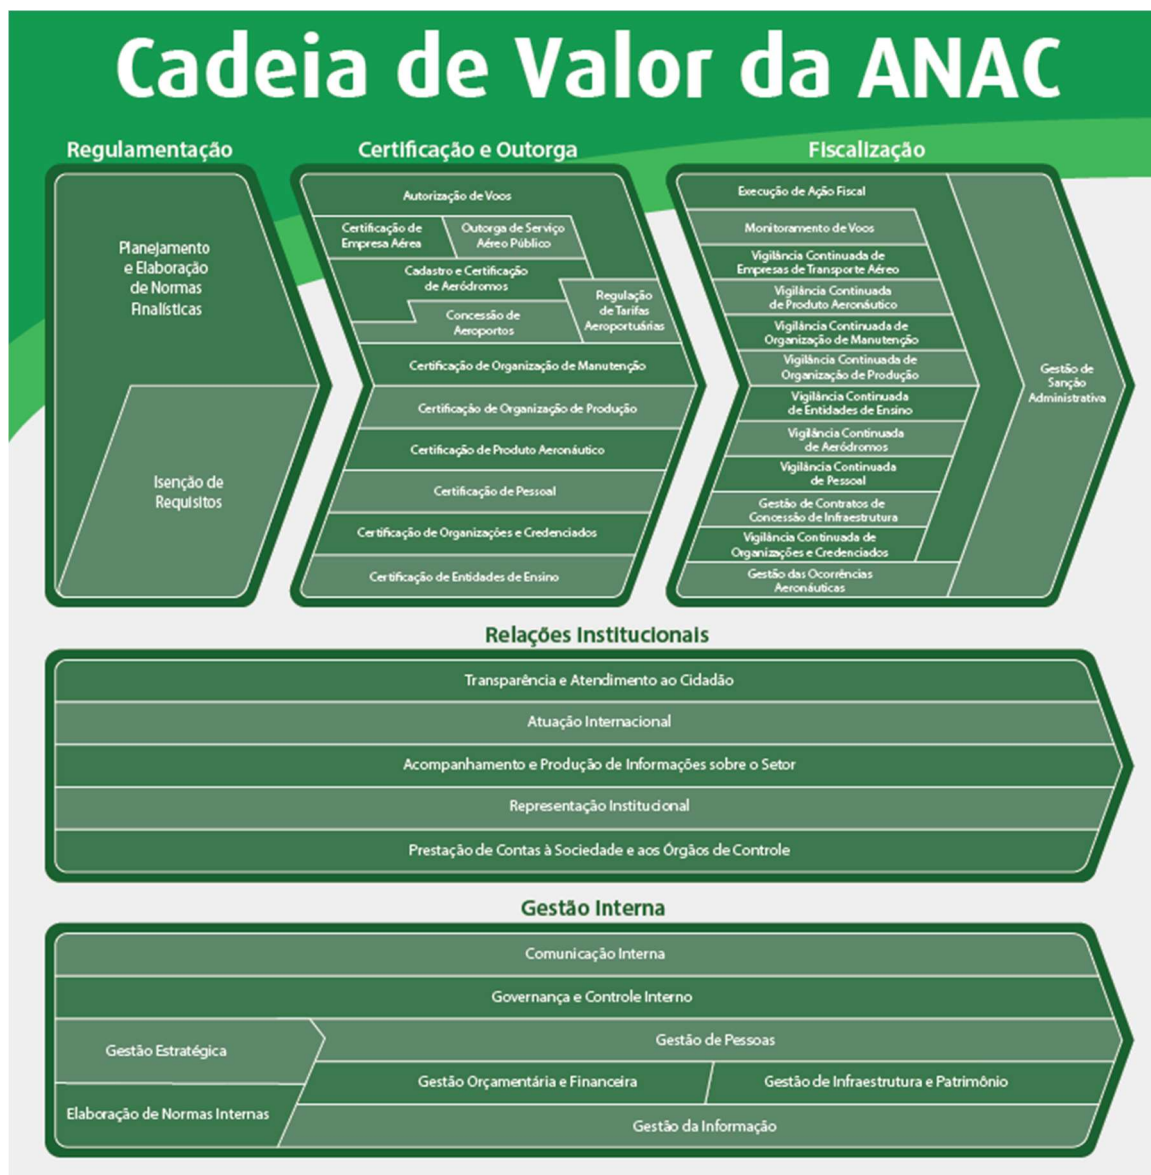 Cadeia de Valor da ANAC
Regulamentação
Planejamento
e Elaboração
de Normas
Finalísticas
Isenção de
Requisitos
Certificação e Outorga
Autorização de Voos
Certificação de
Empresa Aérea
Outorga de Serviço
Aéreo Público
Cadastro e Certificação
de Aeródromos
Concessão de
Aeroportos
Regulação
de Tarifas
Aeroportuárias
Certificação de Organização de Manutenção
Certificação de Organização de Produção
Certificação de Produto Aeronáutico
Certificação de Pessoal
Certificação de Organizações e Credenciados
Certificação de Entidades de Ensino
Fiscalização
Execução de Ação Fiscal
Monitoramento de Voos
Vigilância Continuada de
Empresas de Transporte Aéreo
Vigilância Continuada
de Produto Aeronáutico
Vigilância Continuada de
Organização de Manutenção
Vigilância Continuada de
Organização de Produção
Vigilância Continuada
de Entidades de Ensino
Vigilância Continuada
de Aeródromos
Vigilância Continuada
de Pessoal
Gestão de Contratos de
Concessão de Infraestrutura
Vigilância Continuada de
Organizações e Credenciados
Gestão das Ocorrências
Aeronáuticas
Gestão de
Sanção
Administrativa
Relações Institucionais
Transparência e Atendimento ao Cidadão
Atuação Internacional
Acompanhamento e Produção de Informações sobre o Setor
Representação Institucional
Prestação de Contas à Sociedade e aos Órgãos de Controle
Gestão Interna
Comunicação Interna
Governança e Controle Interno
Gestão Estratégica
Gestão de Pessoas
Gestão Orçamentária e Financeira
Gestão de Infraestrutura e Patrimônio
Elaboração de Normas Internas
Gestão da Informação